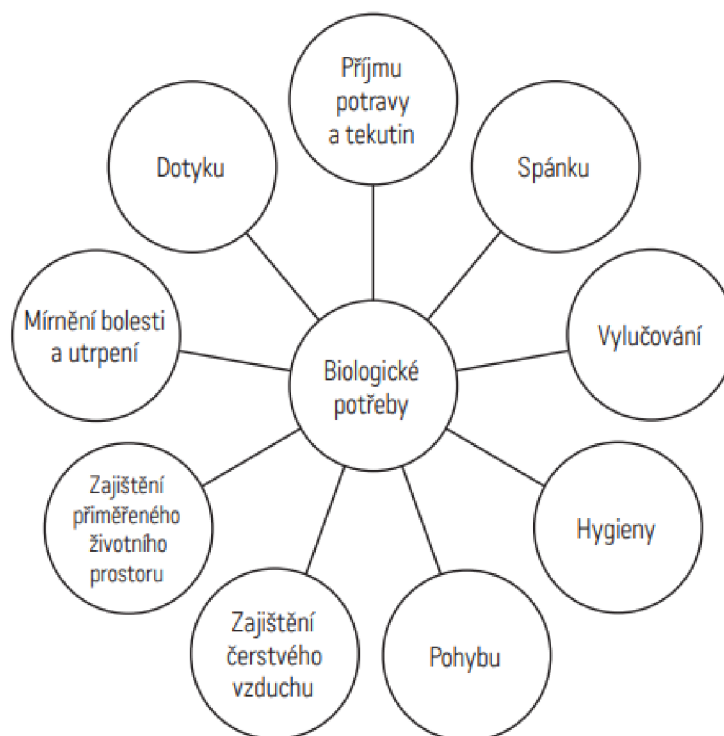 Příjmu
potravy
a tekutin
Spánku
Vylučování
Hygieny
Pohybu
Zajištění
čerstvého
vzduchu
Zajištění
přiměřeného
životního
prostoru
Mírnění bolesti
a utrpení
Dotyku
Biologické
potřeby